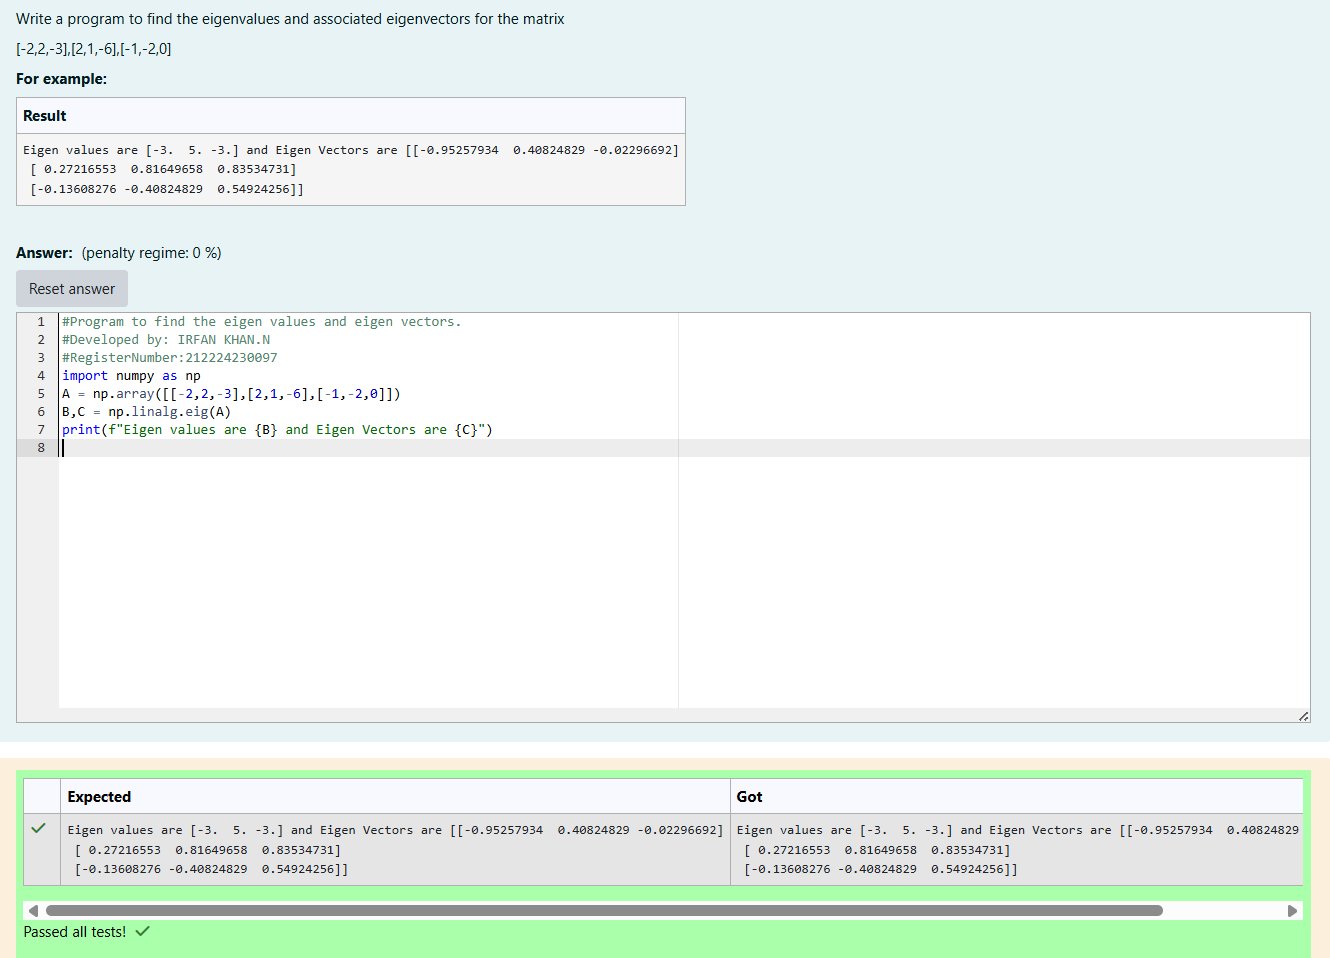 Write a program to find the eigenvalues and associated eigenvectors for the matrix
[-2,2,-3],[2,1,-6],[-1,-2,0]
For example:
Result
Eigen values are [-3.  5. -3.] and Eigen Vectors are [[-0.95257934  0.40824829 -0.02296692]
 [ 0.27216553  0.81649658  0.83534731]
 [-0.13608276 -0.40824829  0.54924256]]
Answer: (penalty regime: 0 %)
Reset answer
1 #Program to find the eigen values and eigen vectors.
2 #Developed by: IRFAN KHAN.N
3 #RegisterNumber:212224230097
4 import numpy as np
5 A = np.array([[-2,2,-3],[2,1,-6],[-1,-2,0]])
6 B,C = np.linalg.eig(A)
7 print(f"Eigen values are {B} and Eigen Vectors are {C}")
8
Expected Got
Eigen values are [-3.  5. -3.] and Eigen Vectors are [[-0.95257934  0.40824829 -0.02296692] Eigen values are [-3.  5. -3.] and Eigen Vectors are [[-0.95257934  0.40824829
 [ 0.27216553  0.81649658  0.83534731] [ 0.27216553  0.81649658  0.83534731]
 [-0.13608276 -0.40824829  0.54924256]] [-0.13608276 -0.40824829  0.54924256]]
Passed all tests!